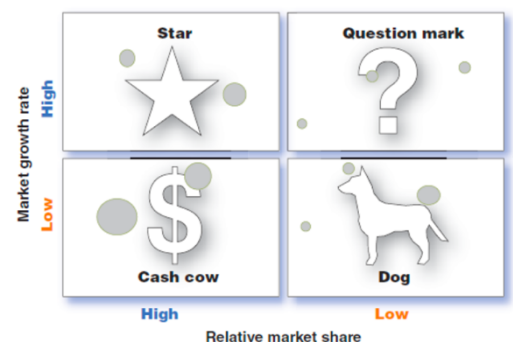 Star
Question mark
Market growth rate
High
Low
Cash cow
Dog
High
Low
Relative market share